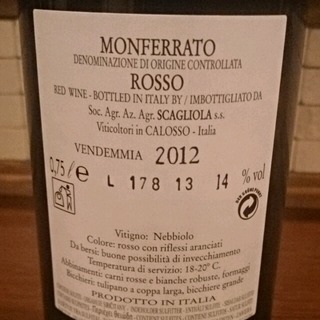 MONFERRATO
DENOMINAZIONE DI ORIGINE CONTROLLATA
ROSSO
RED WINE - BOTTLED IN ITALY BY / IMBOTTIGLIATO DA
Soc. Agr. Az. Agr. SCAGLIOLA s.s.
Viticoltori in CALOSSO - Italia
VENDEMMIA 2012
0,75 l e L 178 13 14 % vol
Vitigno: Nebbiolo
Colore: rosso con riflessi aranciati
Da bersi: buone possibilità di invecchiamento
Temperatura di servizio: 18-20° C.
Abbinamenti: carni rosse e bianche robuste, formaggi
Bicchieri: tulipano a coppa larga, bicchiere grande
PRODOTTO IN ITALIA